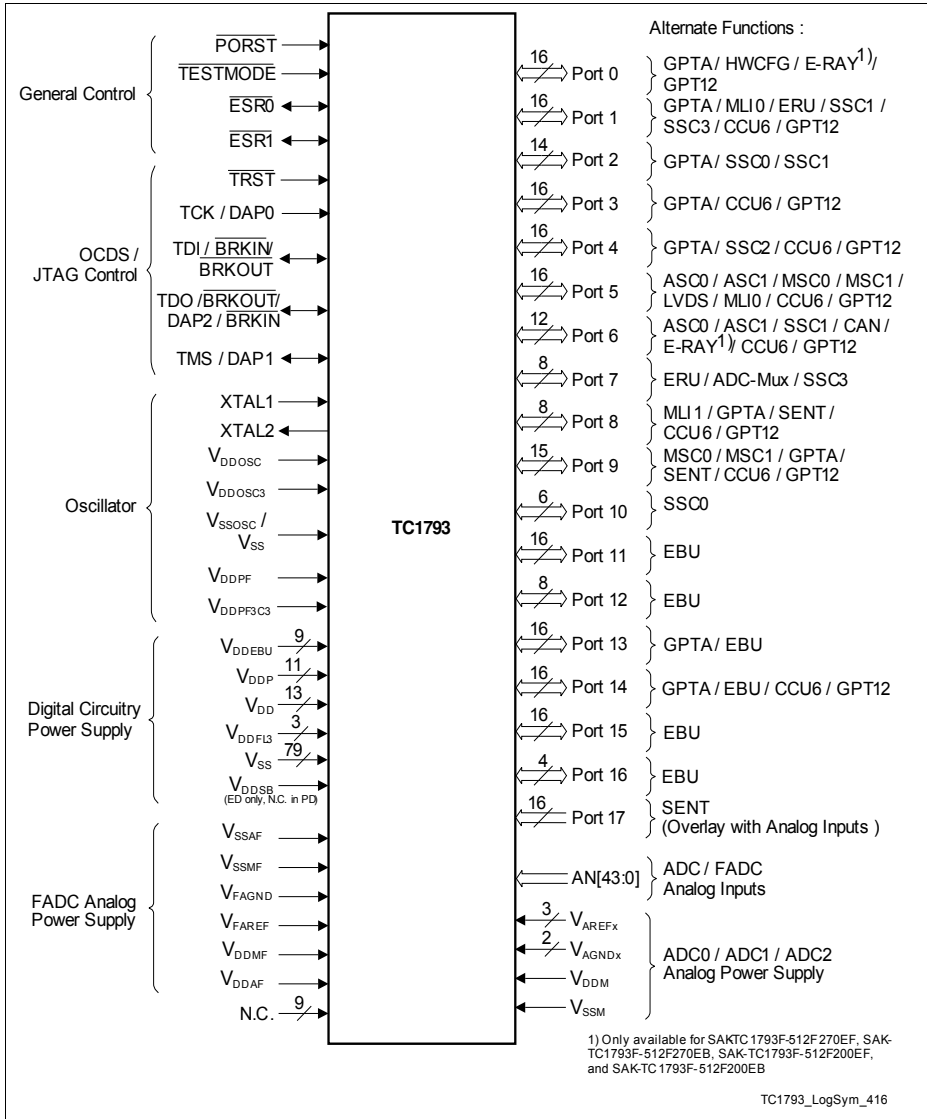 Alternate Functions :
General Control
PORST
TESTMODE
ESR0
ESR1
OCDS /
JTAG Control
TRST
TCK / DAP0
TDI / BRKIN/
BRKOUT
TDO /BRKOUT/
DAP2 / BRKIN
TMS / DAP1
Oscillator
XTAL1
XTAL2
VDDOSC
VDDOSC3
VSSOSC /
VSS
VDDPF
VDDPF3C3
Digital Circuitry
Power Supply
VDDEBU 9
VDDP 11
VDD 13
VDDFL3 3
VSS 79
VDDSB
(ED only, N.C. in PD)
FADC Analog
Power Supply
VSSAF
VSSMF
VFAGND
VFAREF
VDDMF
VDDAF
N.C. 9
TC1793
16 Port 0 GPTA / HWCFG / E-RAY1)/
GPT12
16 Port 1 GPTA / MLI0 / ERU / SSC1 /
SSC3 / CCU6 / GPT12
14 Port 2 GPTA / SSC0 / SSC1
16 Port 3 GPTA / CCU6 / GPT12
16 Port 4 GPTA / SSC2 / CCU6 / GPT12
16 Port 5 ASC0 / ASC1 / MSC0 / MSC1 /
LVDS / MLI0 / CCU6 / GPT12
12 Port 6 ASC0 / ASC1 / SSC1 / CAN /
E-RAY1)/ CCU6 / GPT12
8 Port 7 ERU / ADC-Mux / SSC3
8 Port 8 MLI1 / GPTA / SENT /
CCU6 / GPT12
15 Port 9 MSC0 / MSC1 / GPTA /
SENT / CCU6 / GPT12
6 Port 10 SSC0
16 Port 11 EBU
8 Port 12 EBU
16 Port 13 GPTA / EBU
16 Port 14 GPTA / EBU / CCU6 / GPT12
16 Port 15 EBU
4 Port 16 EBU
16 Port 17 SENT
(Overlay with Analog Inputs )
AN[43:0] ADC / FADC
Analog Inputs
3 VAREFx
2 VAGNDx
VDDM
VSSM
ADC0 / ADC1 / ADC2
Analog Power Supply
1) Only available for SAKTC1793F-512F270EF, SAK-
TC1793F-512F270EB, SAK-TC1793F-512F200EF,
and SAK-TC1793F-512F200EB
TC1793_LogSym_416